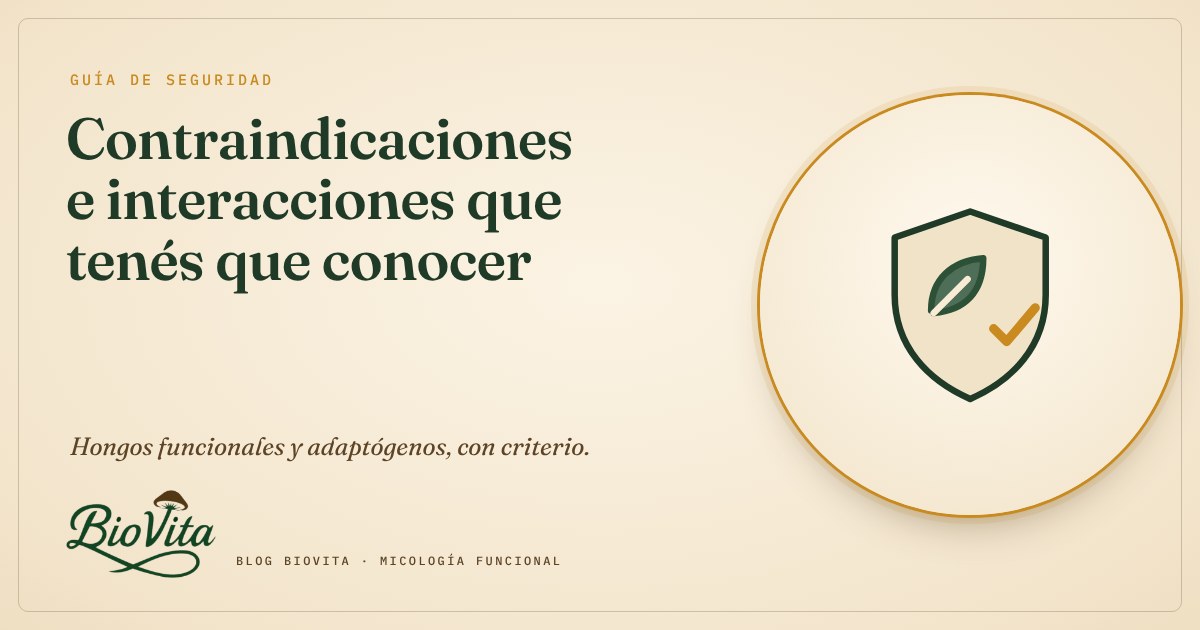 GUÍA DE SEGURIDAD
Contraindicaciones
e interacciones que
tenés que conocer
Hongos funcionales y adaptógenos, con criterio.
BioVita
BLOG BIOVITA · MICOLOGÍA FUNCIONAL